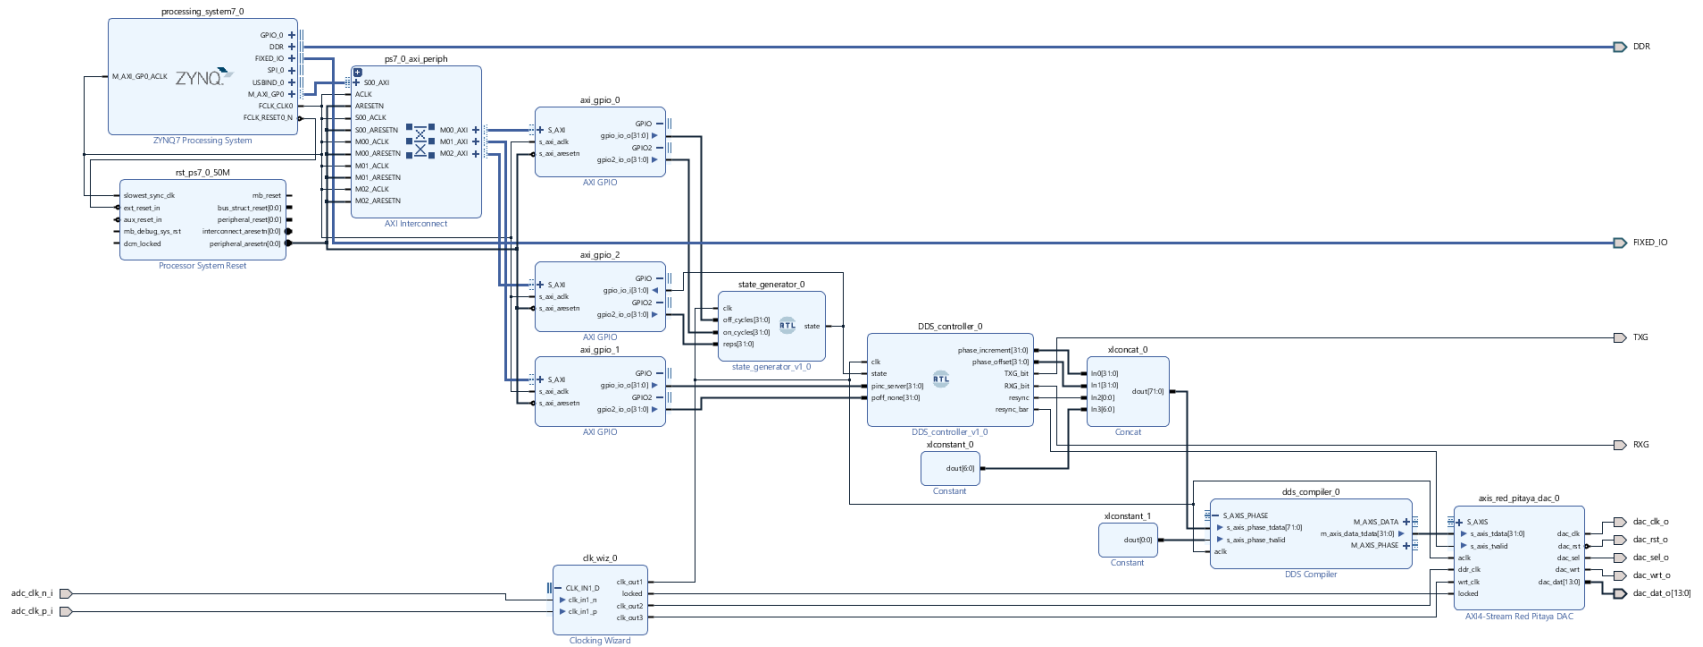 processing_system7_0
GPIO_0
DDR
FIXED_IO
SPI_0
USBIND_0
M_AXI_GP0
FCLK_CLK0
FCLK_RESET0_N
M_AXI_GP0_ACLK
ZYNQ
ZYNQ7 Processing System
DDR
ps7_0_axi_periph
S00_AXI
ACLK
ARESETN
S00_ACLK
S00_ARESETN
M00_ACLK
M00_ARESETN
M01_ACLK
M01_ARESETN
M02_ACLK
M02_ARESETN
M00_AXI
M01_AXI
M02_AXI
AXI Interconnect
axi_gpio_0
S_AXI
s_axi_aclk
s_axi_aresetn
GPIO
gpio_io_o[31:0]
GPIO2
gpio2_io_o[31:0]
AXI GPIO
rst_ps7_0_50M
slowest_sync_clk
ext_reset_in
aux_reset_in
mb_debug_sys_rst
dcm_locked
mb_reset
bus_struct_reset[0:0]
peripheral_reset[0:0]
interconnect_aresetn[0:0]
peripheral_aresetn[0:0]
Processor System Reset
FIXED_IO
axi_gpio_2
S_AXI
s_axi_aclk
s_axi_aresetn
GPIO
gpio_io_i[31:0]
GPIO2
gpio2_io_o[31:0]
AXI GPIO
state_generator_0
clk
off_cycles[31:0]
on_cycles[31:0]
reps[31:0]
RTL
state
state_generator_v1_0
axi_gpio_1
S_AXI
s_axi_aclk
s_axi_aresetn
GPIO
gpio_io_o[31:0]
GPIO2
gpio2_io_o[31:0]
AXI GPIO
DDS_controller_0
clk
state
pinc_server[31:0]
poff_none[31:0]
RTL
phase_increment[31:0]
phase_offset[31:0]
TXG_bit
RXG_bit
resync
resync_bar
DDS_controller_v1_0
TXG
xlconcat_0
In0[31:0]
In1[31:0]
In2[0:0]
In3[6:0]
dout[71:0]
Concat
RXG
xlconstant_0
dout[6:0]
Constant
xlconstant_1
dout[0:0]
Constant
dds_compiler_0
S_AXIS_PHASE
s_axis_phase_tdata[71:0]
s_axis_phase_tvalid
aclk
M_AXIS_DATA
m_axis_data_tdata[31:0]
M_AXIS_PHASE
DDS Compiler
axis_red_pitaya_dac_0
S_AXIS
s_axis_tdata[31:0]
s_axis_tvalid
aclk
ddr_clk
wrt_clk
locked
dac_clk
dac_rst
dac_sel
dac_wrt
dac_dat[13:0]
AXI4-Stream Red Pitaya DAC
dac_clk_o
dac_rst_o
dac_sel_o
dac_wrt_o
dac_dat_o[13:0]
clk_wiz_0
CLK_IN1_D
clk_in1_n
clk_in1_p
clk_out1
locked
clk_out2
clk_out3
Clocking Wizard
adc_clk_n_i
adc_clk_p_i